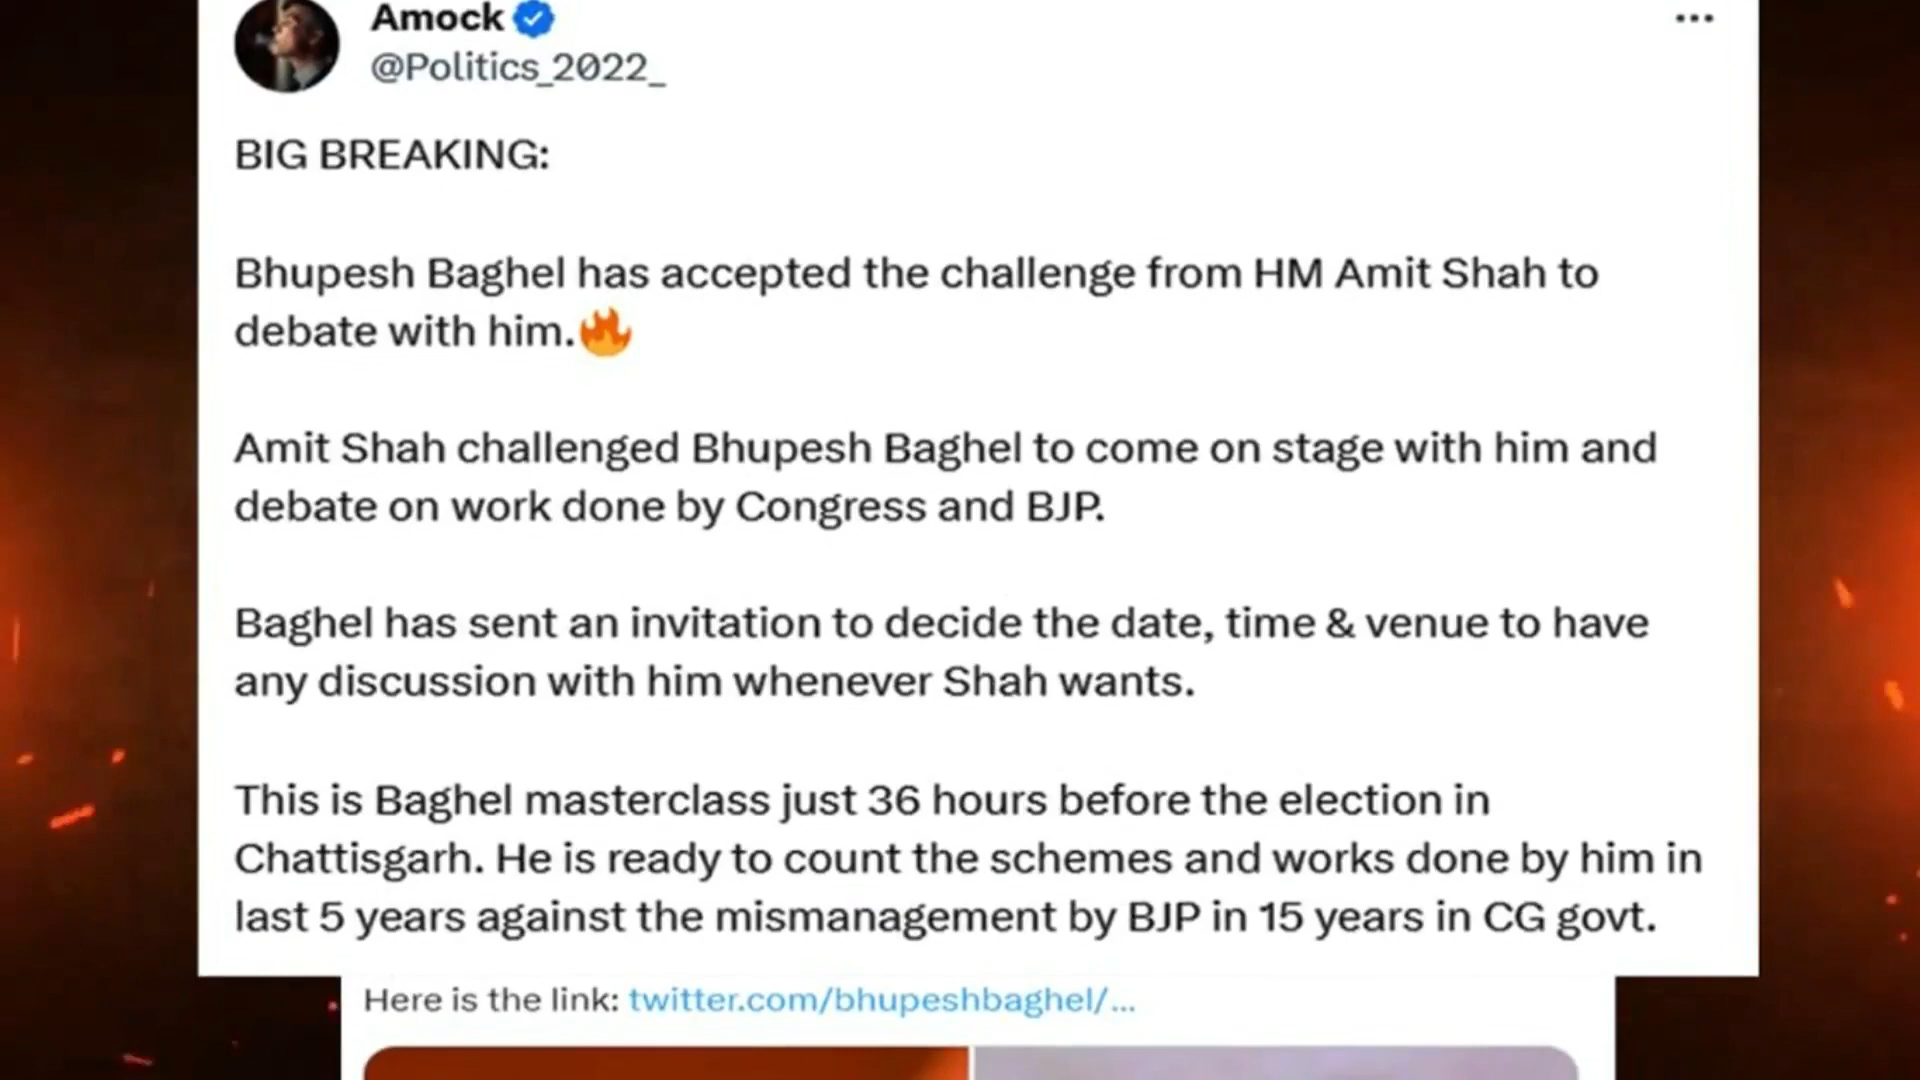 Amock
@Politics_2022_
BIG BREAKING:
Bhupesh Baghel has accepted the challenge from HM Amit Shah to
debate with him.🔥
Amit Shah challenged Bhupesh Baghel to come on stage with him and
debate on work done by Congress and BJP.
Baghel has sent an invitation to decide the date, time & venue to have
any discussion with him whenever Shah wants.
This is Baghel masterclass just 36 hours before the election in
Chattisgarh. He is ready to count the schemes and works done by him in
last 5 years against the mismanagement by BJP in 15 years in CG govt.
Here is the link: twitter.com/bhupeshbaghel/...